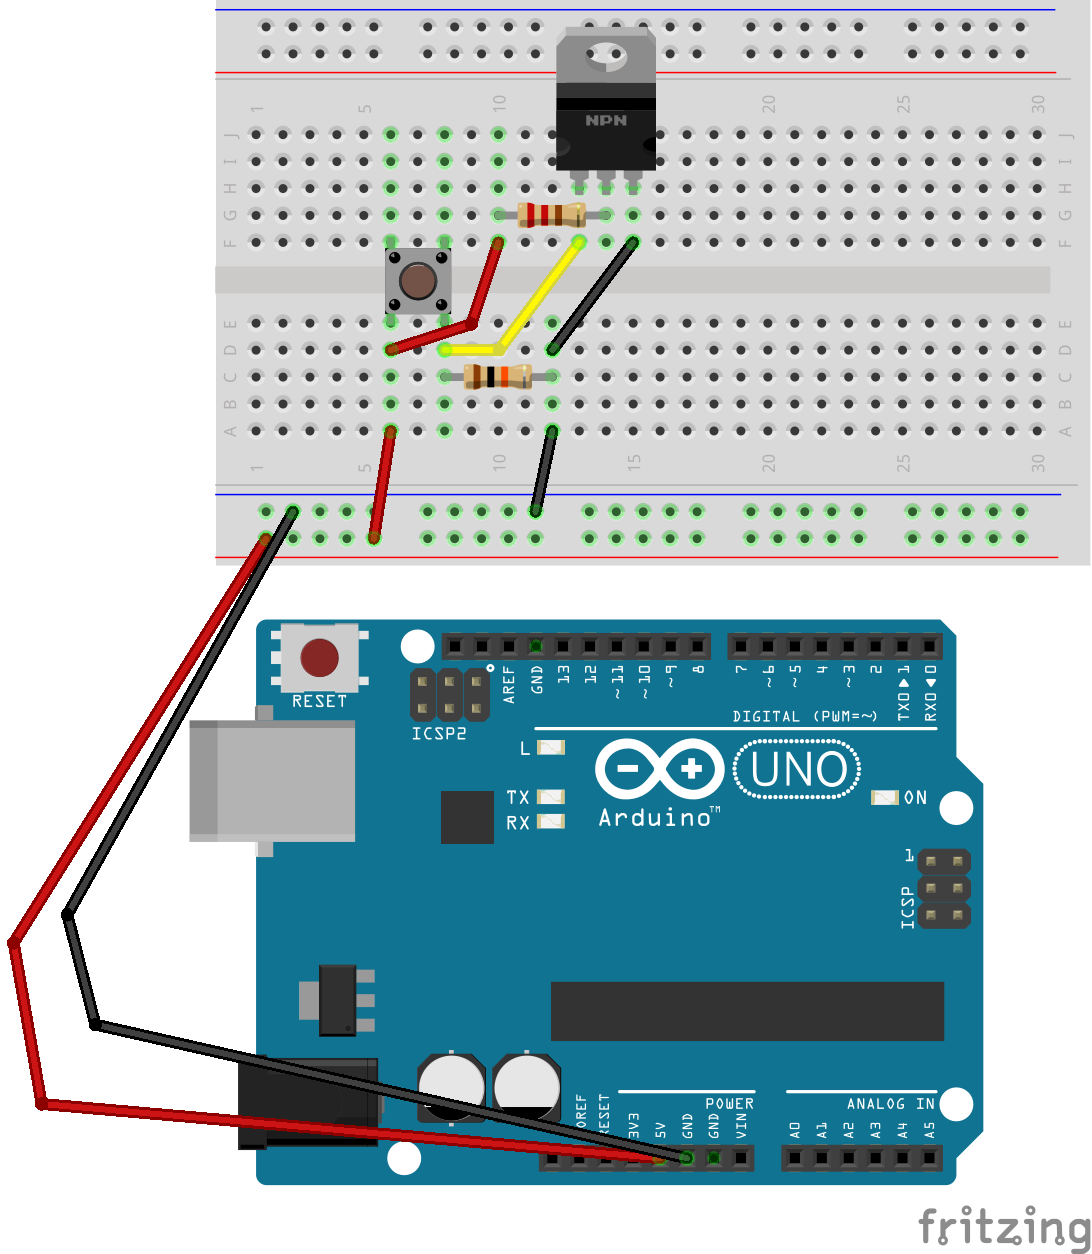 1 5 10 20 25 30
NPN
J J
I I
H H
G G
F F
E E
D D
C C
B B
A A
1 5 10 15 20 25 30
RESET
ICSP2
AREF
GND
13
12
~11
~10
~9
8
7
~6
~5
4
~3
2
TX0▶1
RX0◀0
DIGITAL (PWM=~)
L
TX
RX
UNO
Arduino™
ON
1
ICSP
POWER
ANALOG IN
RESET
3V3
5V
GND
GND
VIN
A0
A1
A2
A3
A4
A5
fritzing